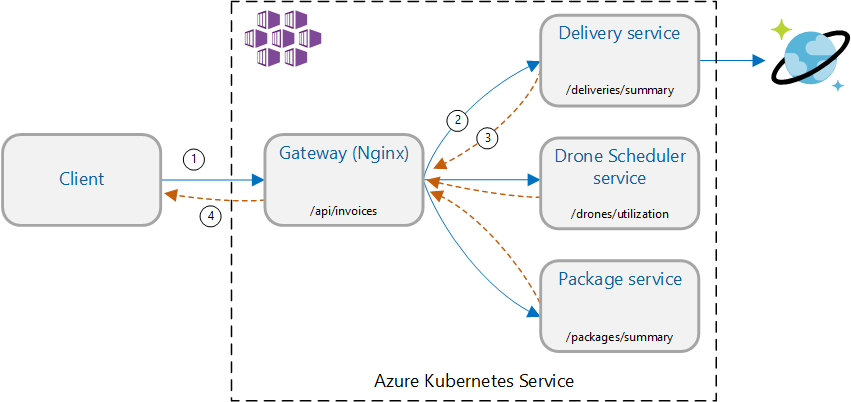 Client
1
4
Gateway (Nginx)
/api/invoices
2
3
Delivery service
/deliveries/summary
Drone Scheduler
service
/drones/utilization
Package service
/packages/summary
Azure Kubernetes Service